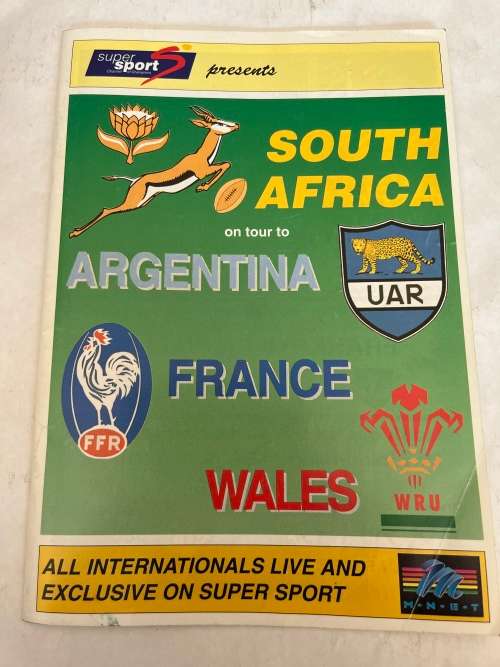 super
sport
presents
SOUTH
AFRICA
on tour to
ARGENTINA
UAR
FRANCE
FFR
WALES
WRU
ALL INTERNATIONALS LIVE AND
EXCLUSIVE ON SUPER SPORT
M
M·N·E·T